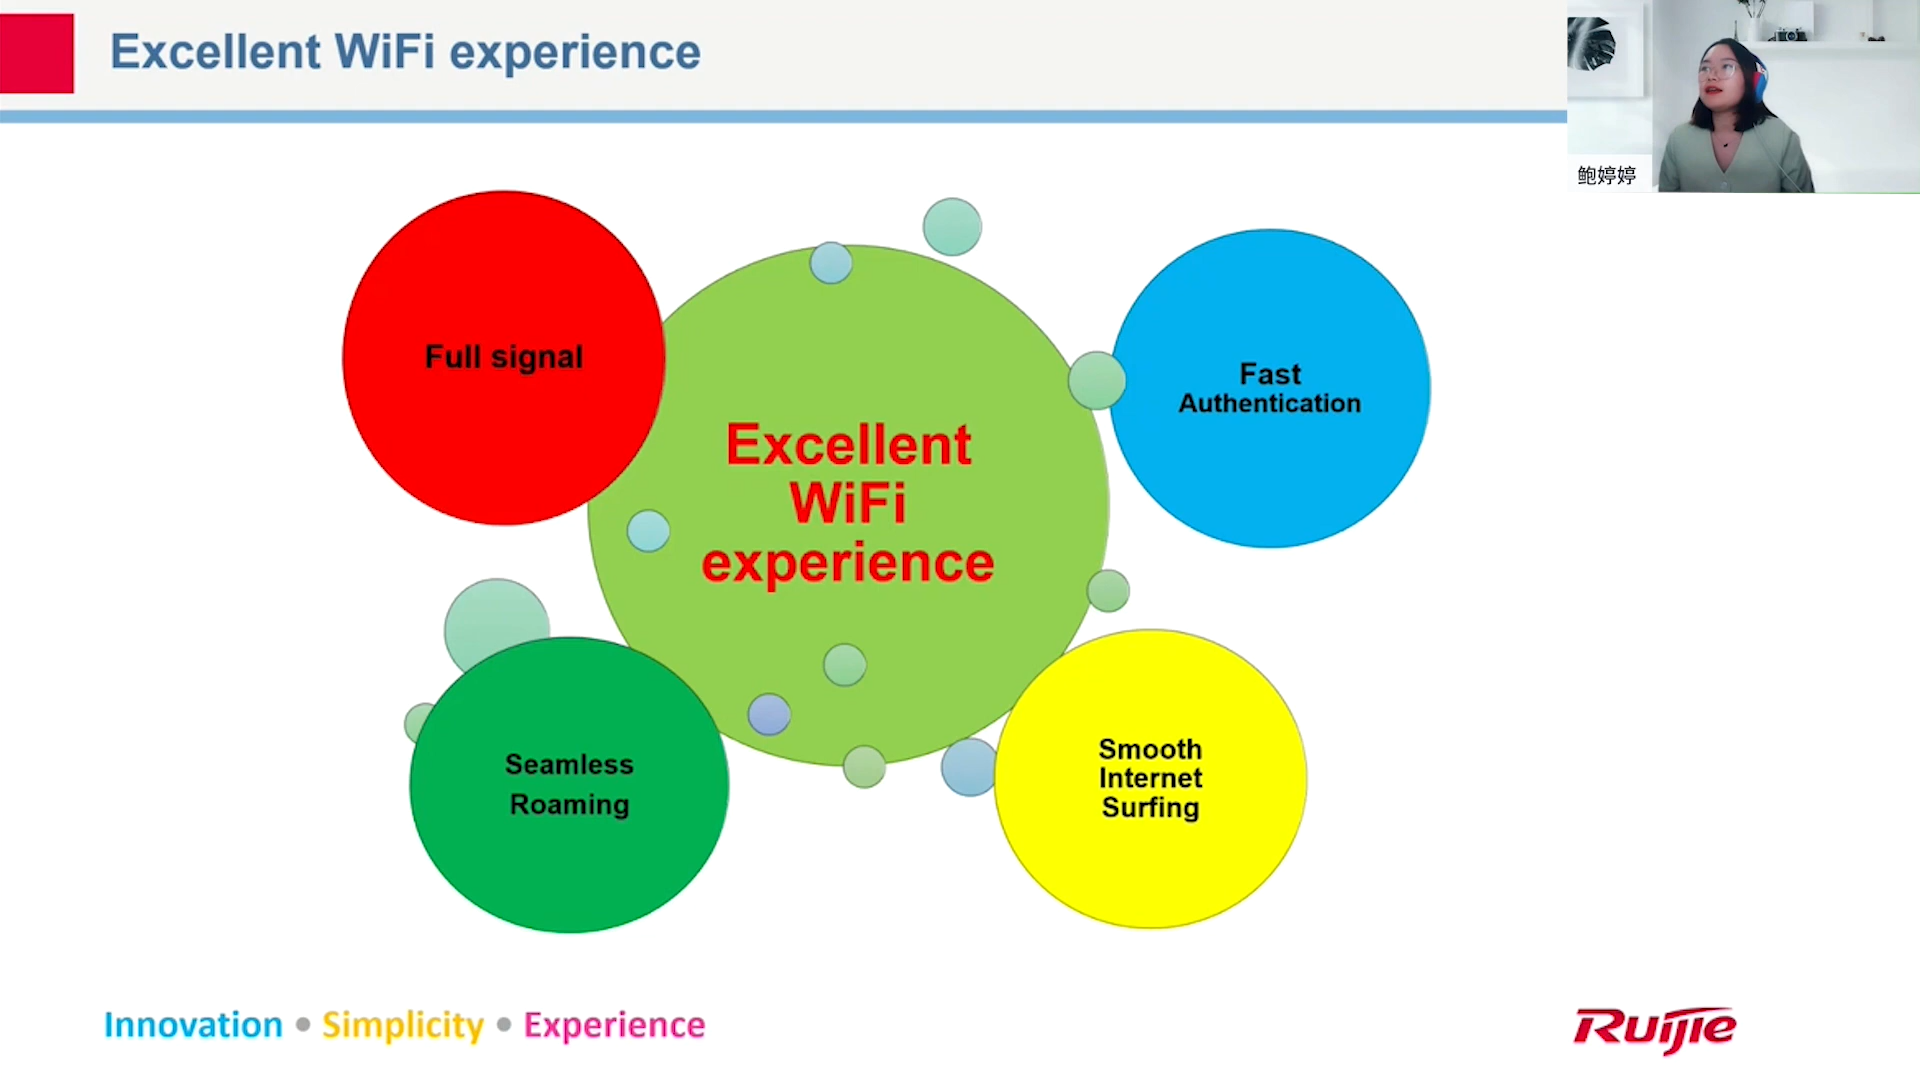 Excellent WiFi experience
鲍婷婷
Full signal
Fast
Authentication
Excellent
WiFi
experience
Seamless
Roaming
Smooth
Internet
Surfing
Innovation • Simplicity • Experience
Ruijie